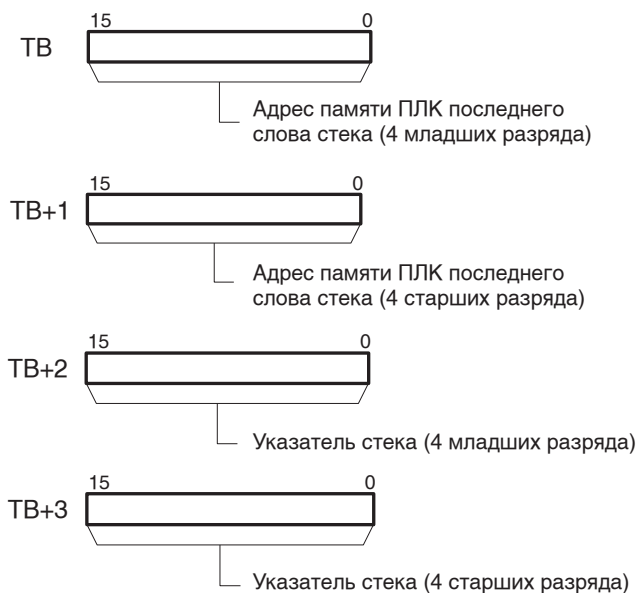 15 0
TB
Адрес памяти ПЛК последнего
слова стека (4 младших разряда)
15 0
TB+1
Адрес памяти ПЛК последнего
слова стека (4 старших разряда)
15 0
TB+2
Указатель стека (4 младших разряда)
15 0
TB+3
Указатель стека (4 старших разряда)